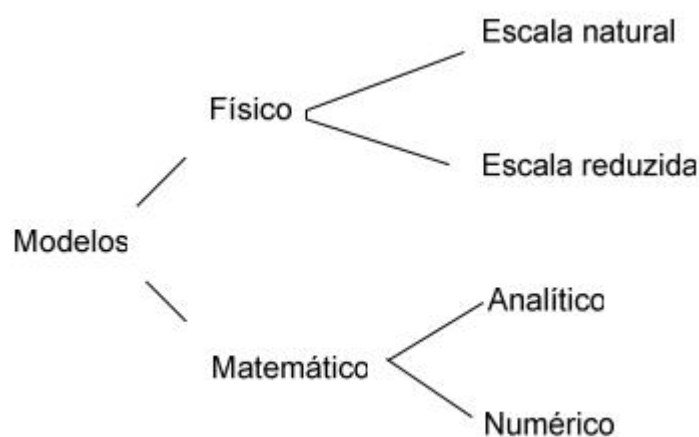 Escala natural
Físico
Escala reduzida
Modelos
Analítico
Matemático
Numérico